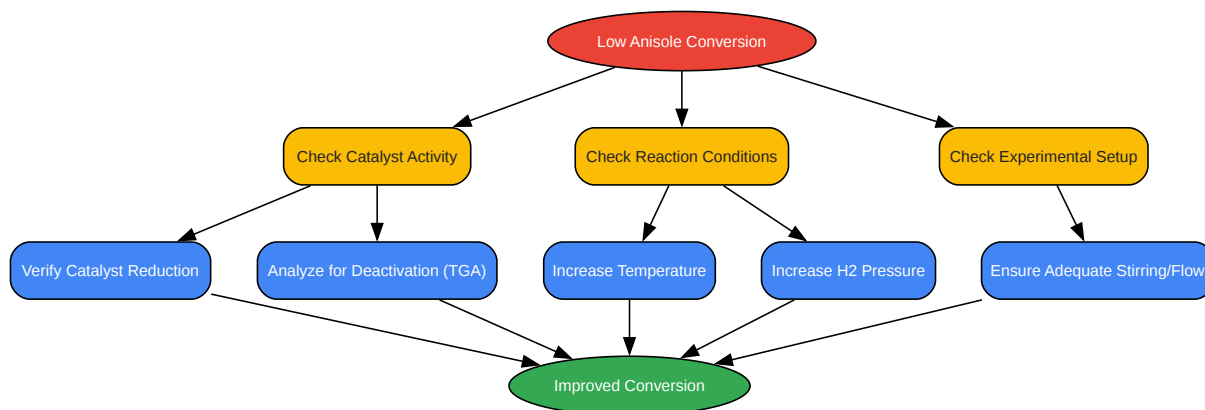 Low Anisole Conversion
Check Catalyst Activity
Check Reaction Conditions
Check Experimental Setup
Verify Catalyst Reduction
Analyze for Deactivation (TGA)
Increase Temperature
Increase H2 Pressure
Ensure Adequate Stirring/Flow
Improved Conversion